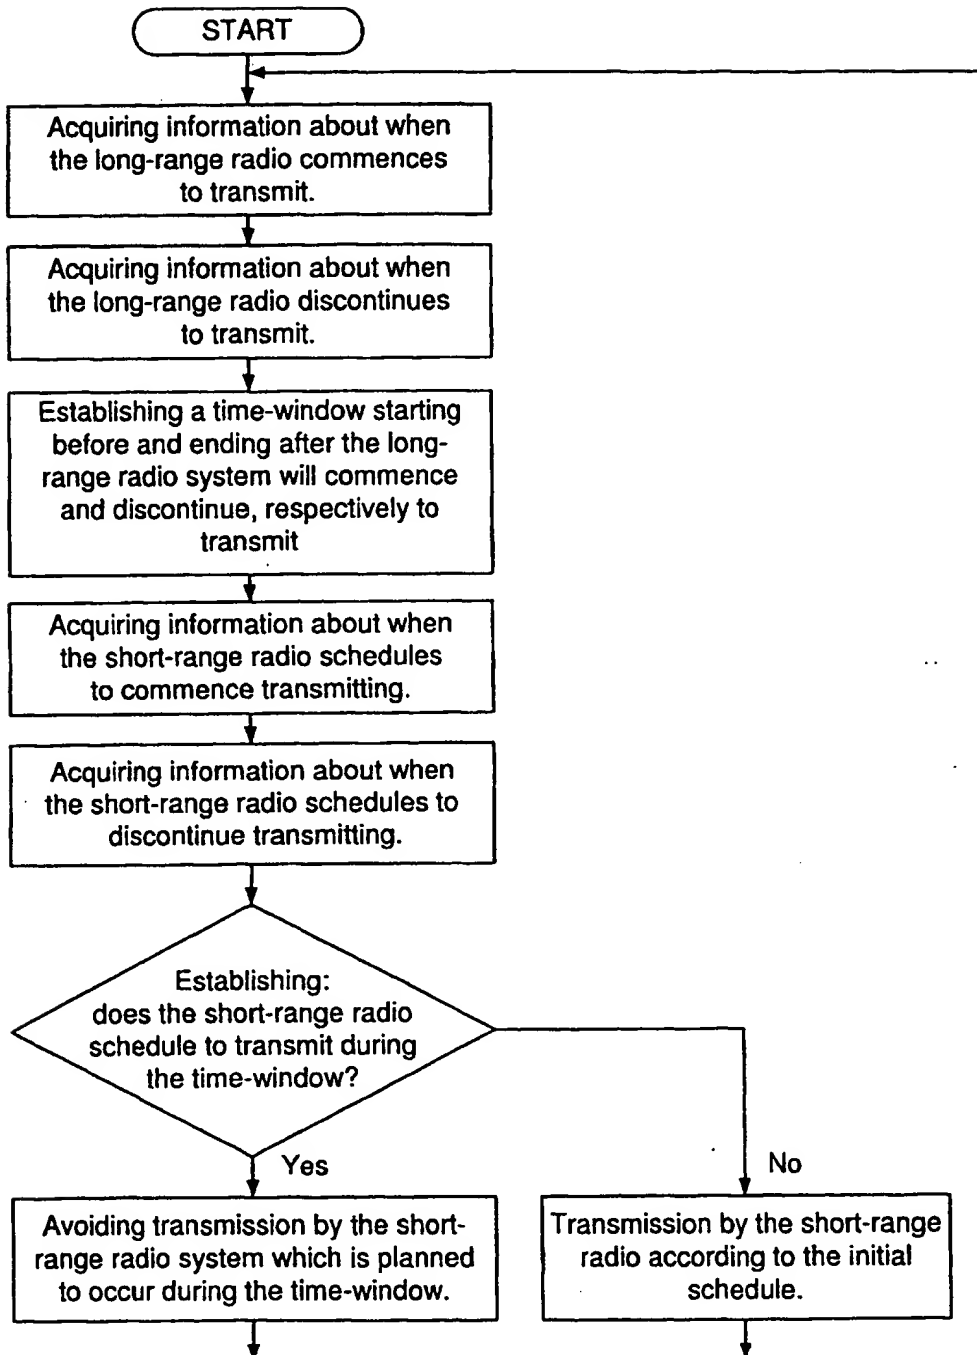 START
Acquiring information about when
the long-range radio commences
to transmit.
Acquiring information about when
the long-range radio discontinues
to transmit.
Establishing a time-window starting
before and ending after the long-
range radio system will commence
and discontinue, respectively to
transmit
Acquiring information about when
the short-range radio schedules
to commence transmitting.
Acquiring information about when
the short-range radio schedules to
discontinue transmitting.
Establishing:
does the short-range radio
schedule to transmit during
the time-window?
Yes
No
Avoiding transmission by the short-
range radio system which is planned
to occur during the time-window.
Transmission by the short-range
radio according to the initial
schedule.